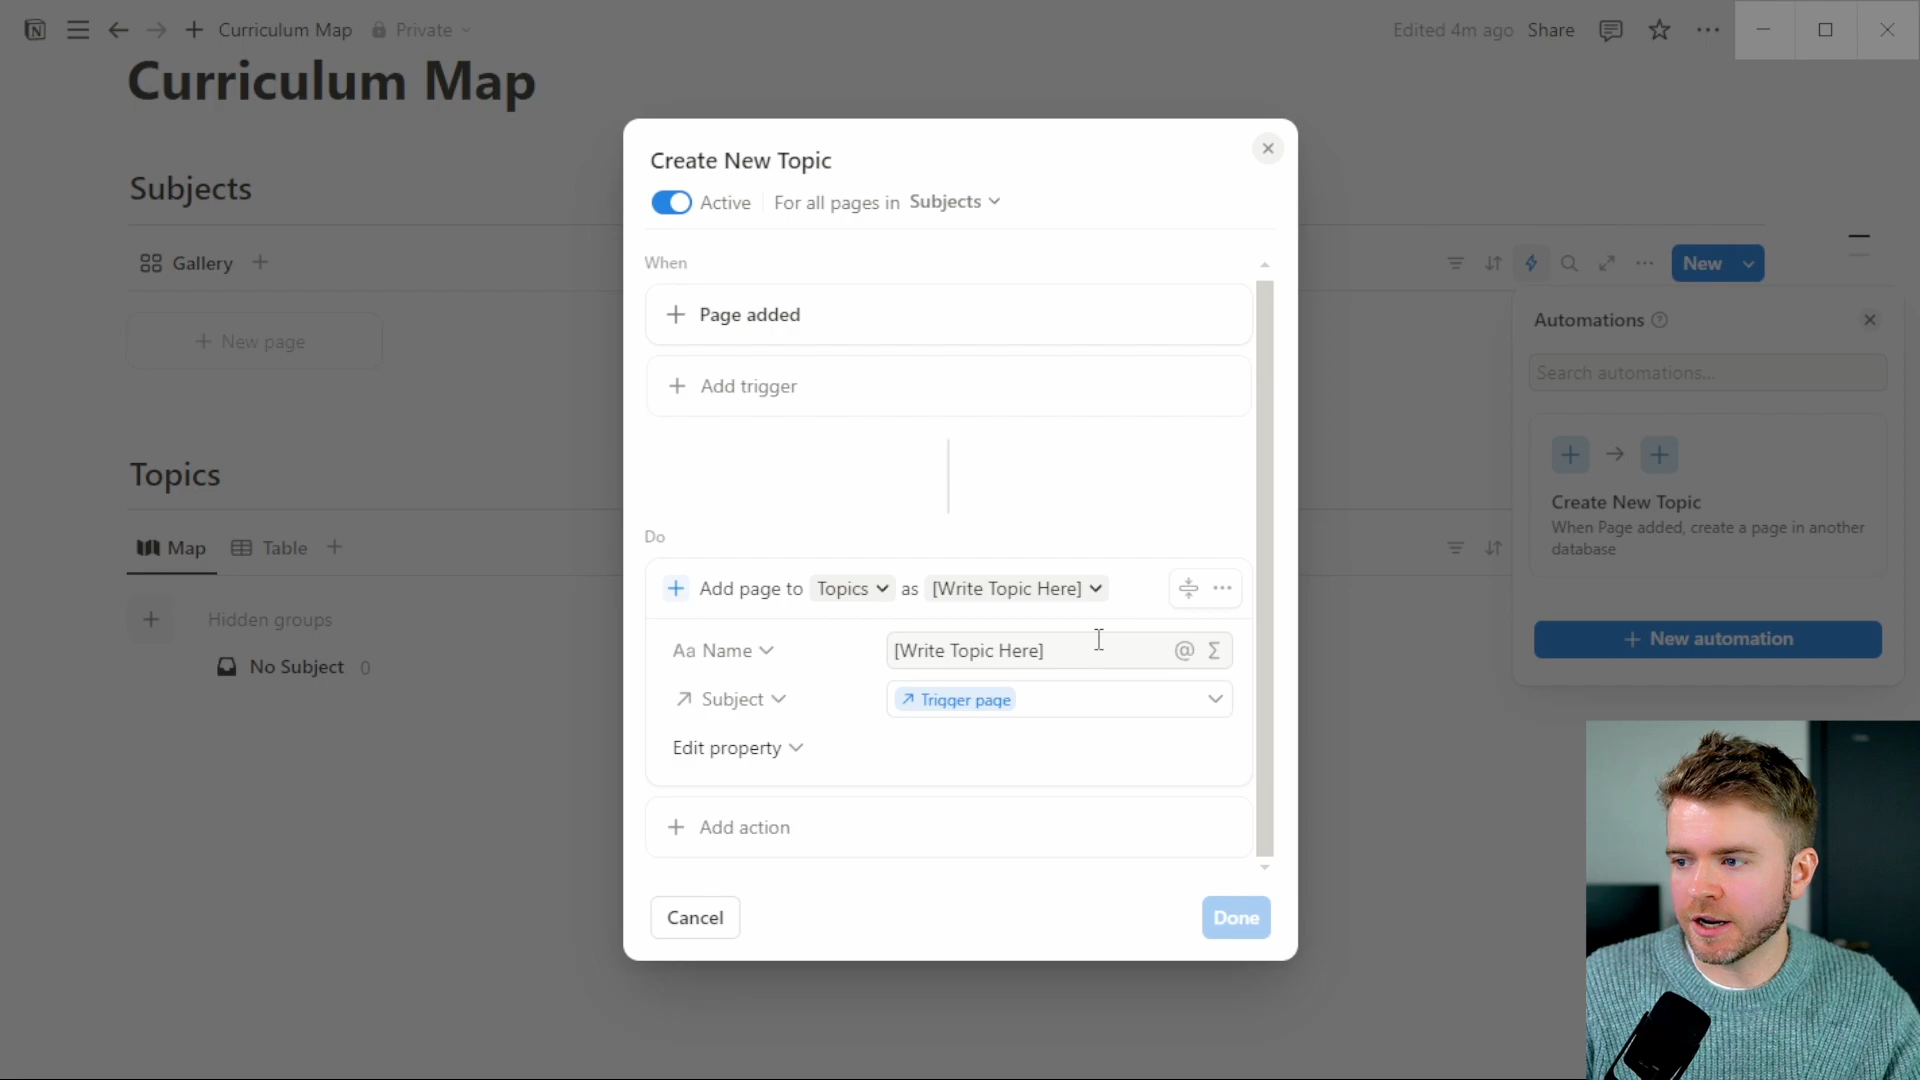 Curriculum Map Private
Edited 4m ago Share
Curriculum Map
Subjects
Gallery
New
New page
Topics
Map Table
Hidden groups
No Subject 0
Create New Topic
Active For all pages in Subjects
When
Page added
Add trigger
Do
Add page to Topics as [Write Topic Here]
Aa Name [Write Topic Here] @ Σ
Subject Trigger page
Edit property
Add action
Cancel Done
Automations
Search automations...
Create New Topic
When Page added, create a page in another
database
New automation